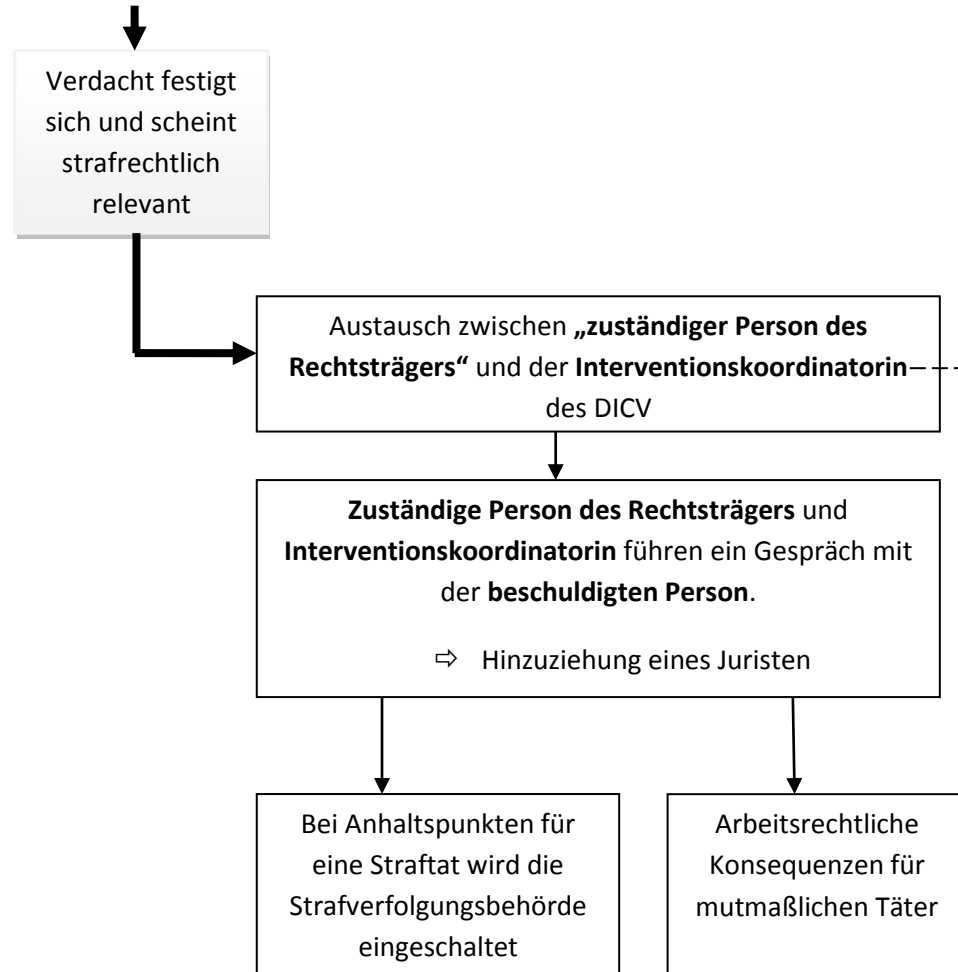 Verdacht festigt
sich und scheint
strafrechtlich
relevant
Austausch zwischen „zuständiger Person des
Rechtsträgers“ und der Interventionskoordinatorin
des DICV
Zuständige Person des Rechtsträgers und
Interventionskoordinatorin führen ein Gespräch mit
der beschuldigten Person.
⇨ Hinzuziehung eines Juristen
Bei Anhaltspunkten für
eine Straftat wird die
Strafverfolgungsbehörde
eingeschaltet
Arbeitsrechtliche
Konsequenzen für
mutmaßlichen Täter